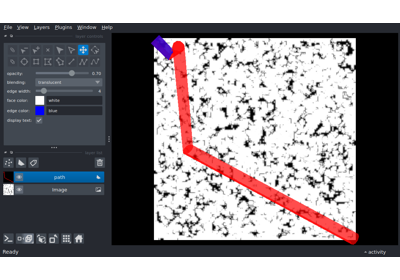 File View Layers Plugins Window Help
opacity: 0.70
blending: translucent
edge width:
face color: white
edge color: blue
display text:
path
Image
Ready activity